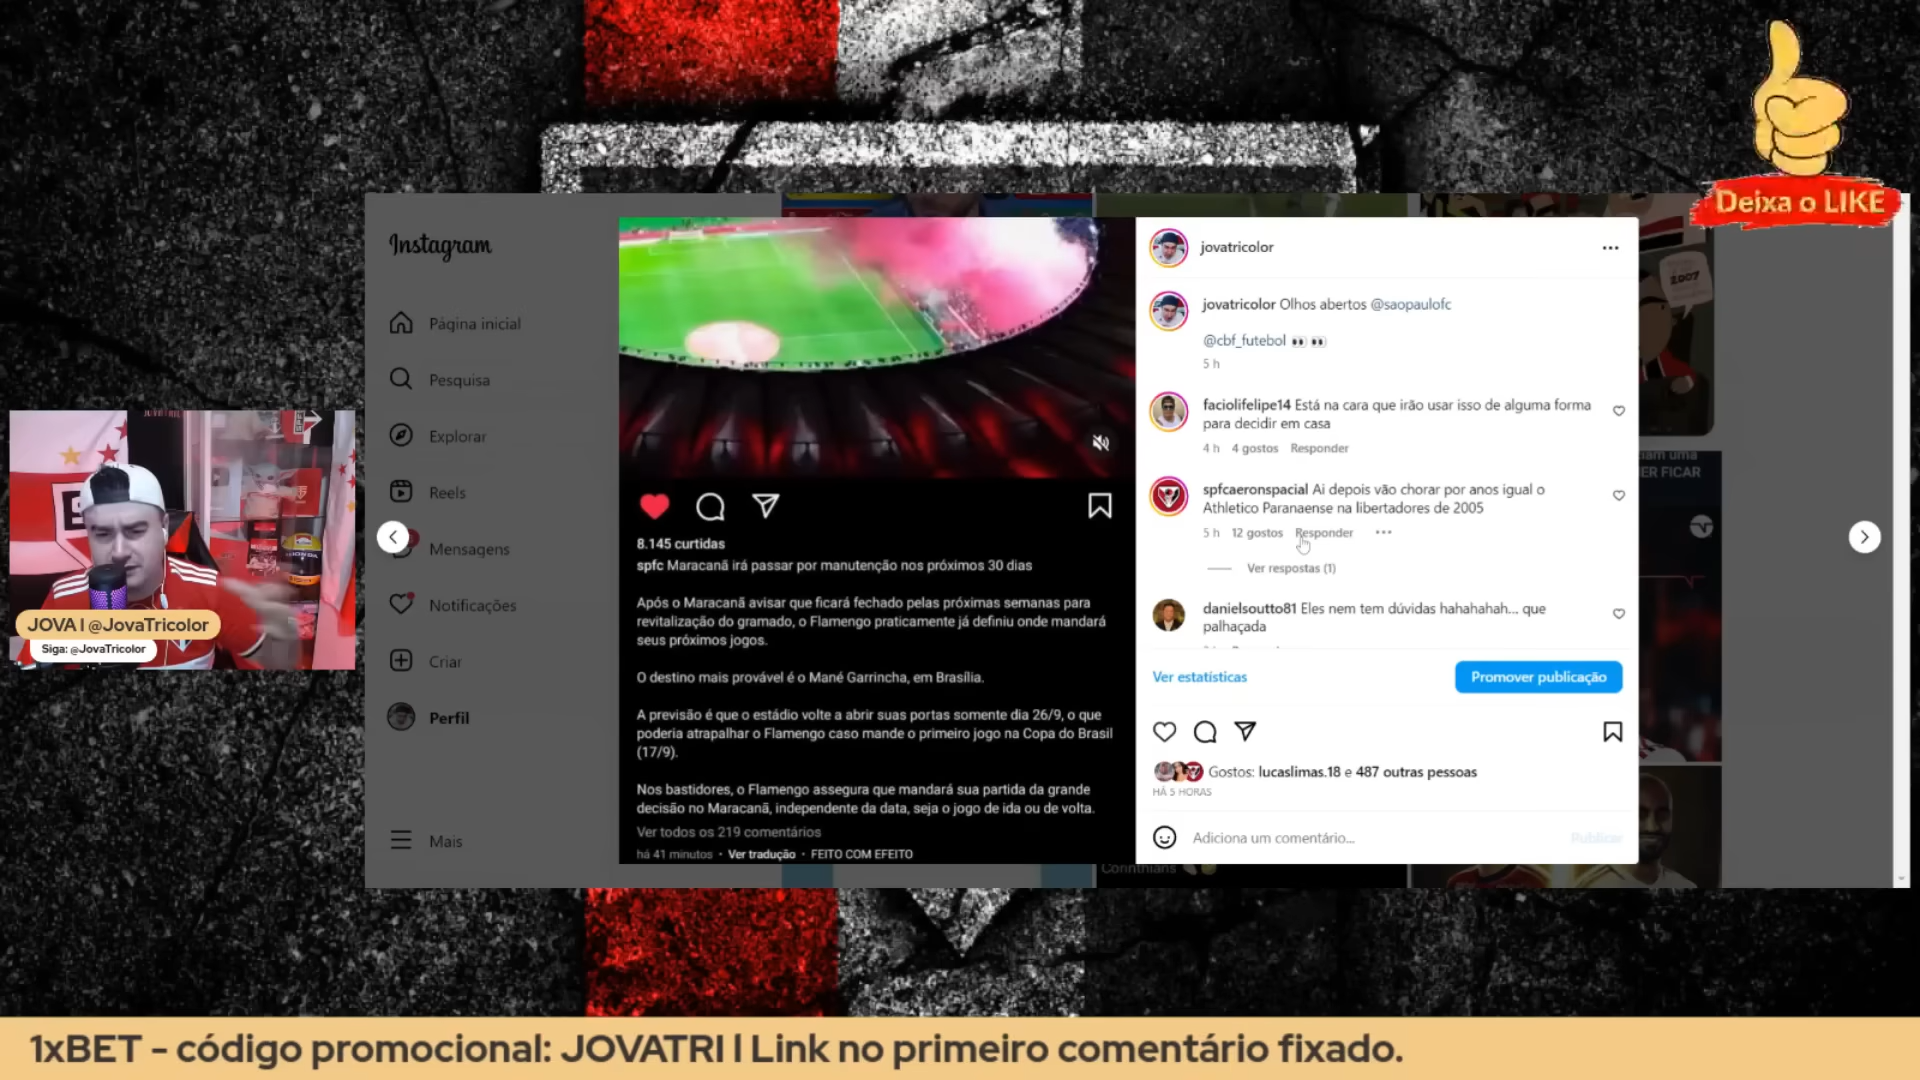 Deixa o LIKE
2007
Instagram
Página inicial
Pesquisa
Explorar
Reels
Mensagens
Notificações
Criar
Perfil
Mais
JOVA | @JovaTricolor
Siga: @JovaTricolor
8.145 curtidas
spfc Maracanã irá passar por manutenção nos próximos 30 dias
Após o Maracanã avisar que ficará fechado pelas próximas semanas para
revitalização do gramado, o Flamengo praticamente já definiu onde mandará
seus próximos jogos.
O destino mais provável é o Mané Garrincha, em Brasília.
A previsão é que o estádio volte a abrir suas portas somente dia 26/9, o que
poderia atrapalhar o Flamengo caso mande o primeiro jogo na Copa do Brasil
(17/9).
Nos bastidores, o Flamengo assegura que mandará sua partida da grande
decisão no Maracanã, independente da data, seja o jogo de ida ou de volta.
Ver todos os 219 comentários
há 41 minutos • Ver tradução • FEITO COM EFEITO
jovatricolor
jovatricolor Olhos abertos @saopaulofc
@cbf_futebol 👀 👀
5 h
faciolifelipe14 Está na cara que irão usar isso de alguma forma
para decidir em casa
4 h 4 gostos Responder
spfcaeronspacial Ai depois vão chorar por anos igual o
Athletico Paranaense na libertadores de 2005
5 h 12 gostos Responder
Ver respostas (1)
danielsoutto81 Eles nem tem dúvidas hahahahah... que
palhaçada
Ver estatísticas
Promover publicação
Gostos: lucaslimas.18 e 487 outras pessoas
HÁ 5 HORAS
Adiciona um comentário...
Publicar
uma
ER FICAR
Corinthians
1xBET - código promocional: JOVATRI | Link no primeiro comentário fixado.